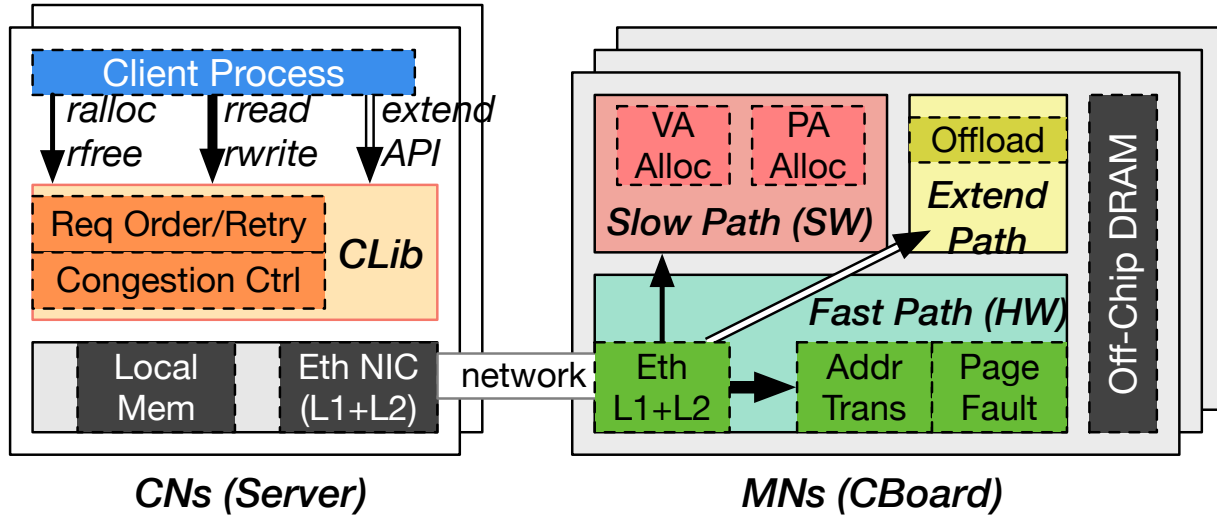 Client Process
ralloc
rfree
rread
rwrite
extend
API
Req Order/Retry
Congestion Ctrl
CLib
Local
Mem
Eth NIC
(L1+L2)
CNs (Server)
network
VA
Alloc
PA
Alloc
Slow Path (SW)
Offload
Extend
Path
Fast Path (HW)
Eth
L1+L2
Addr
Trans
Page
Fault
Off-Chip DRAM
MNs (CBoard)